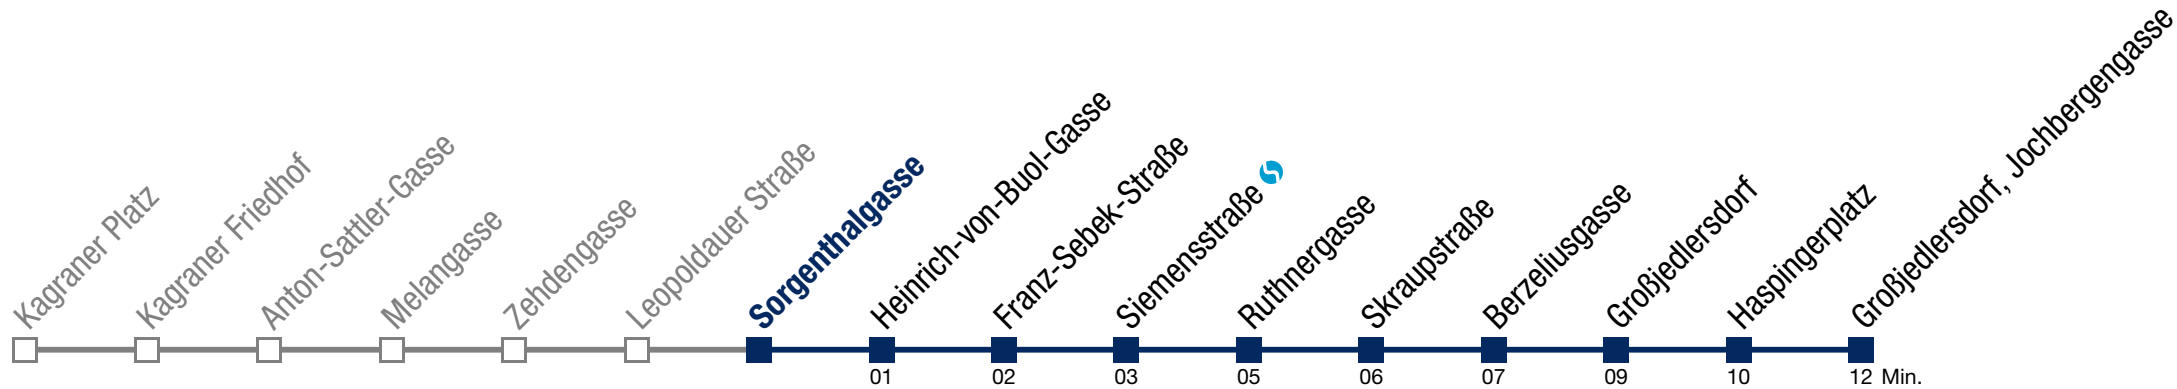 Kagraner Platz
Kagraner Friedhof
Anton-Sattler-Gasse
Melangasse
Zehdengasse
Leopoldauer Straße
Sorgenthalgasse
Heinrich-von-Buol-Gasse
Franz-Sebek-Straße
Siemensstraße
Ruthnergasse
Skraupstraße
Berzeliusgasse
Großjedlersdorf
Haspingerplatz
Großjedlersdorf, Jochbergengasse
01 02 03 05 06 07 09 10 12 Min.